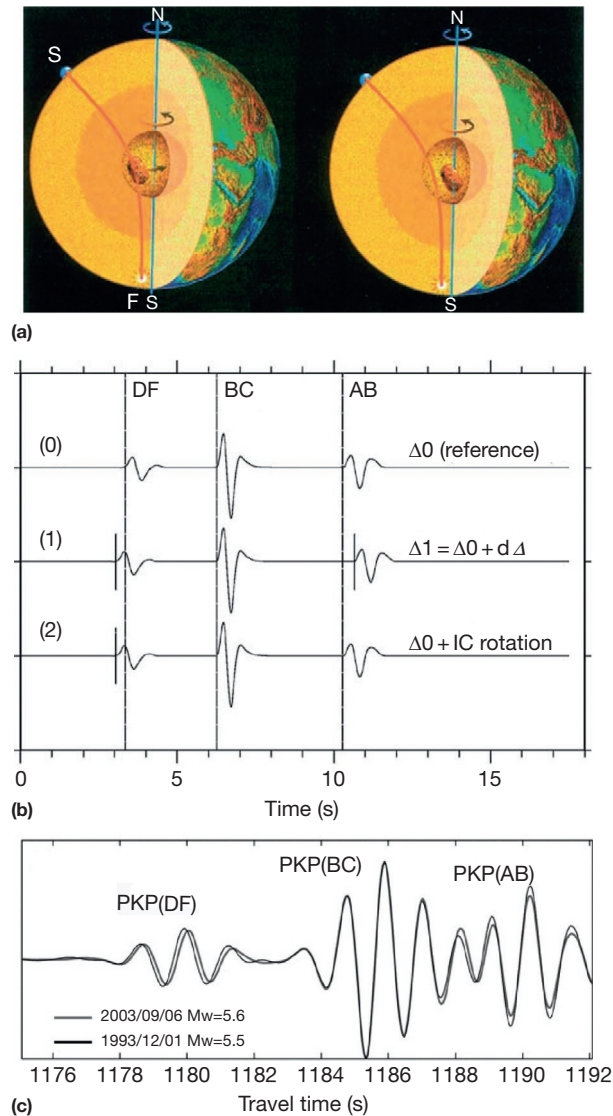 N
S
F
S
N
S
(a)
DF BC AB
(0) Δ0 (reference)
(1) Δ1 = Δ0 + d Δ
(2) Δ0 + IC rotation
0 5 10 15
Time (s)
(b)
PKP(BC)
PKP(AB)
PKP(DF)
2003/09/06 Mw=5.6
1993/12/01 Mw=5.5
1176 1178 1180 1182 1184 1186 1188 1190 1192
Travel time (s)
(c)